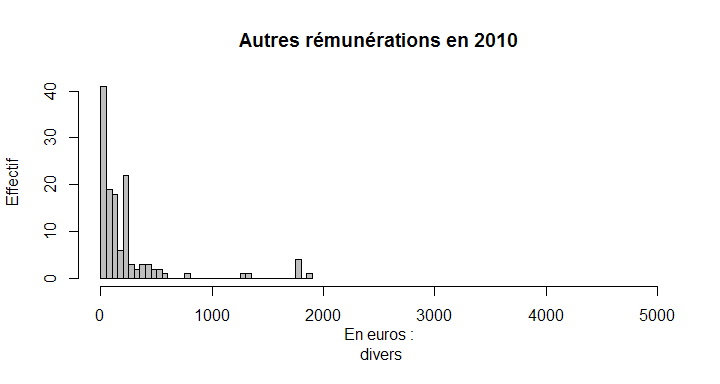 Autres rémunérations en 2010
Effectif
40
30
20
10
0
0 1000 2000 3000 4000 5000
En euros :
divers